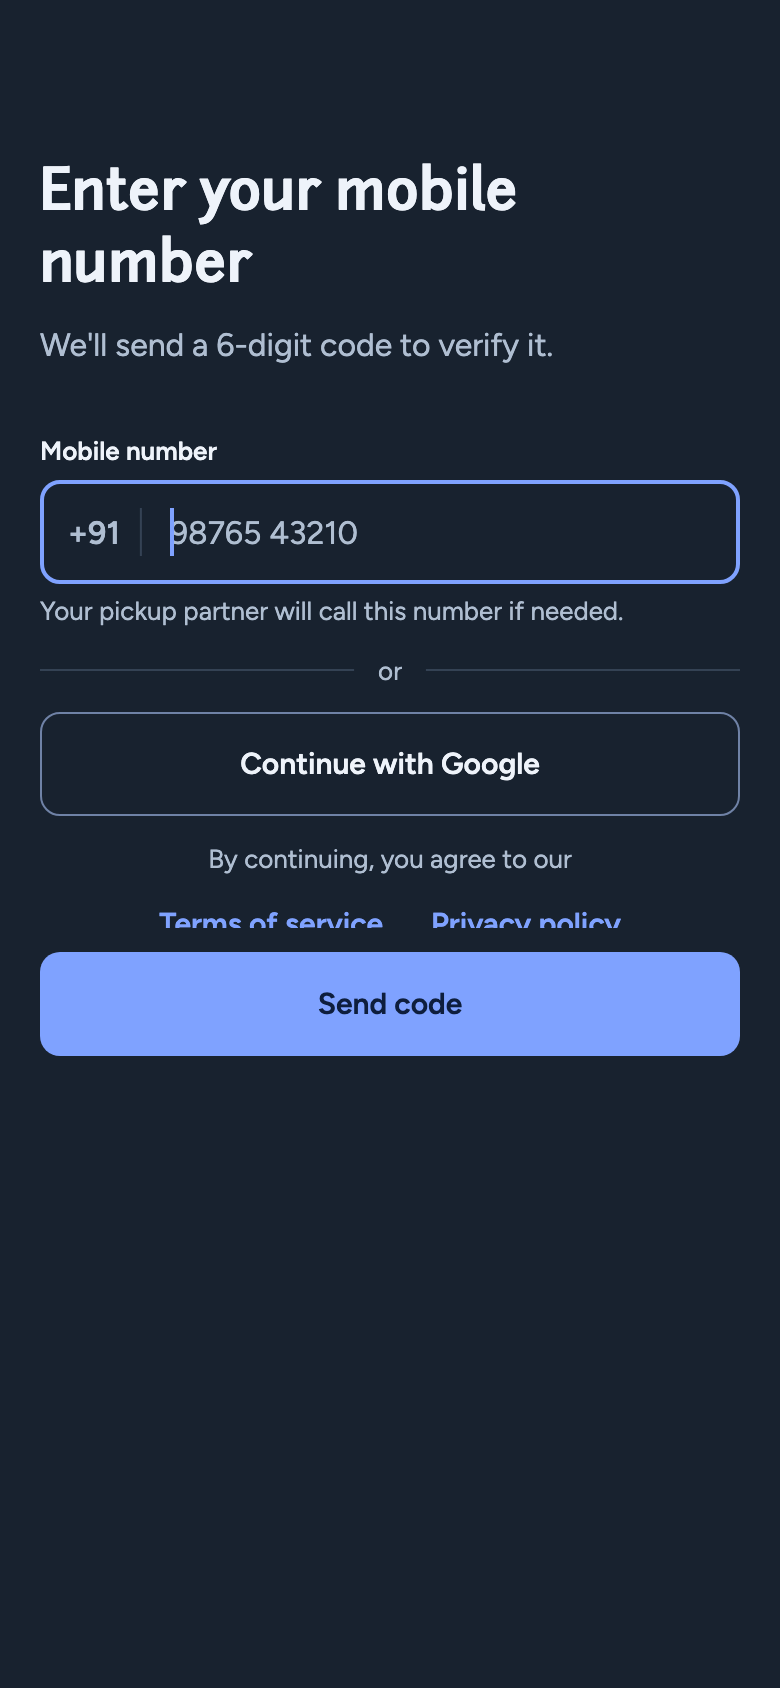 Enter your mobile
number
We'll send a 6-digit code to verify it.
Mobile number
+91 98765 43210
Your pickup partner will call this number if needed.
or
Continue with Google
By continuing, you agree to our
Terms of service Privacy policy
Send code